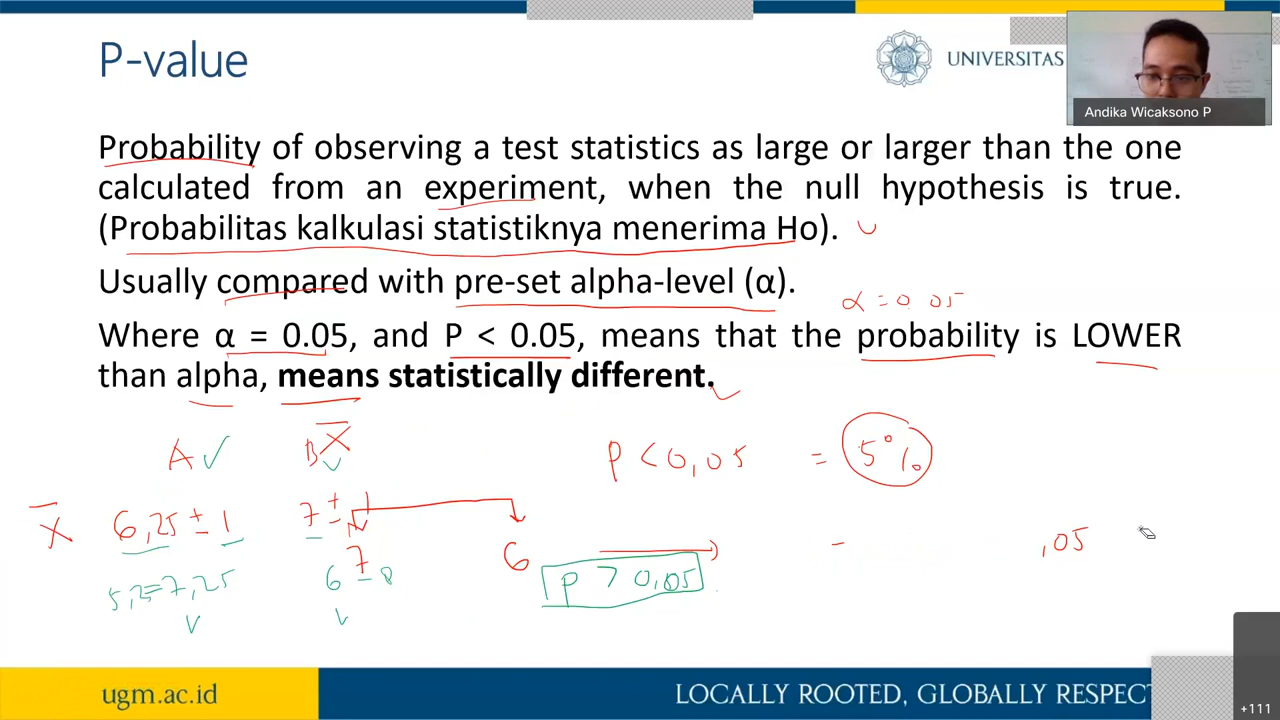 P-value
UNIVERSITAS
Andika Wicaksono P
Probability of observing a test statistics as large or larger than the one
calculated from an experiment, when the null hypothesis is true.
(Probabilitas kalkulasi statistiknya menerima Ho).
Usually compared with pre-set alpha-level (α).
α = 0.05
Where α = 0.05, and P < 0.05, means that the probability is LOWER
than alpha, means statistically different.
A B X
P < 0,05 = 5%
X 6,25 ± 1 7 ± 1
7 6
- ,05
5,25-7,25 6 - 8 P > 0,05
ugm.ac.id
LOCALLY ROOTED, GLOBALLY RESPEC
+111